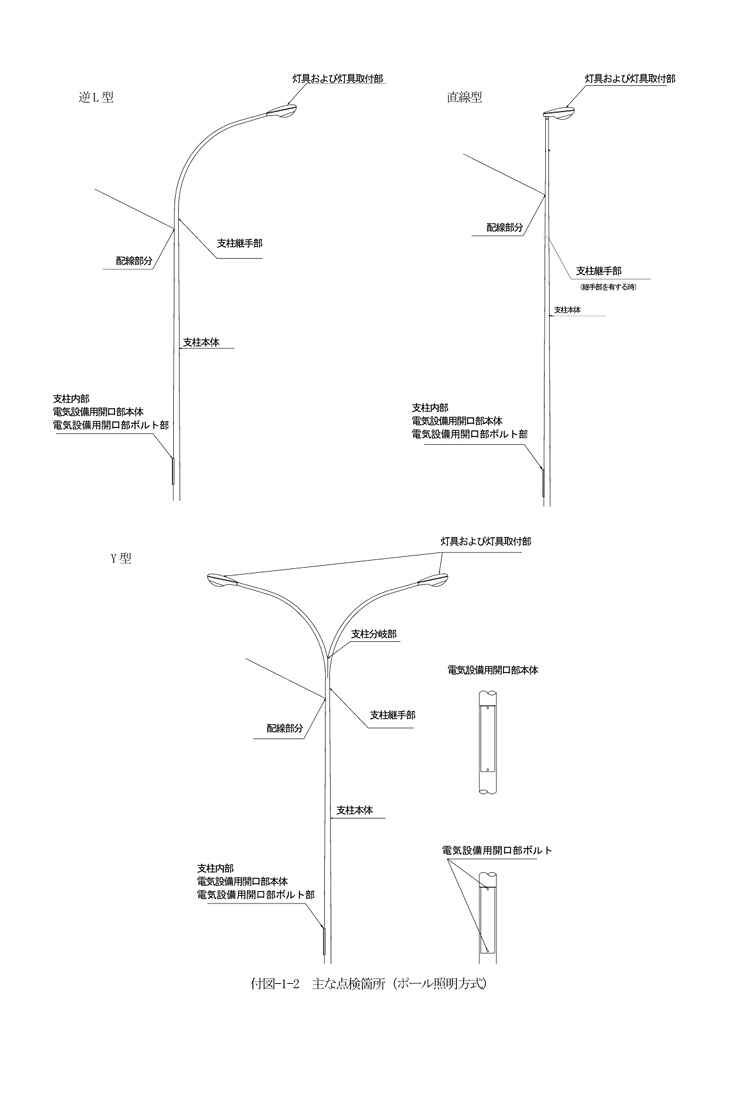 逆L型
灯具および灯具取付部
配線部分
支柱継手部
支柱本体
支柱内部
電気設備用開口部本体
電気設備用開口部ボルト部
直線型
灯具および灯具取付部
配線部分
支柱継手部
（継手部を有する時）
支柱本体
支柱内部
電気設備用開口部本体
電気設備用開口部ボルト部
Y型
灯具および灯具取付部
支柱分岐部
配線部分
支柱継手部
支柱本体
支柱内部
電気設備用開口部本体
電気設備用開口部ボルト部
電気設備用開口部本体
電気設備用開口部ボルト
付図-1-2　主な点検箇所（ポール照明方式）